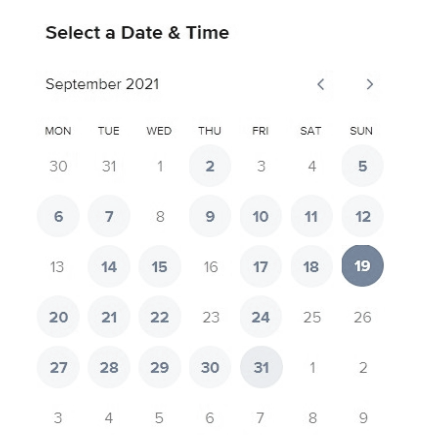 Select a Date & Time
September 2021
MON TUE WED THU FRI SAT SUN
30 31 1 2 3 4 5
6 7 8 9 10 11 12
13 14 15 16 17 18 19
20 21 22 23 24 25 26
27 28 29 30 31 1 2
3 4 5 6 7 8 9